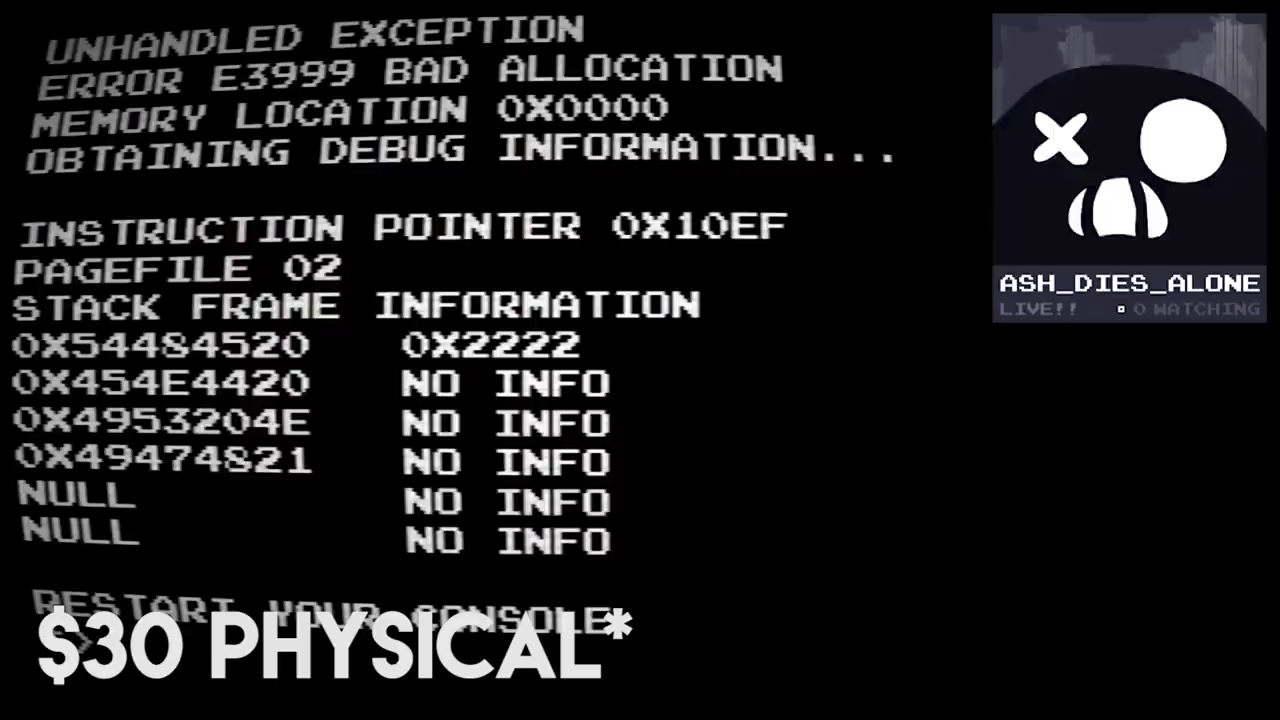 UNHANDLED EXCEPTION
ERROR E3999 BAD ALLOCATION
MEMORY LOCATION 0X0000
OBTAINING DEBUG INFORMATION...
INSTRUCTION POINTER 0X10EF
PAGEFILE 02
STACK FRAME INFORMATION
0X54484520 0X2222
0X454E4420 NO INFO
0X4953204E NO INFO
0X49474821 NO INFO
NULL NO INFO
NULL NO INFO
RESTART YOUR CONSOLE
>
$30 PHYSICAL*
ASH_DIES_ALONE
LIVE!! 0 WATCHING